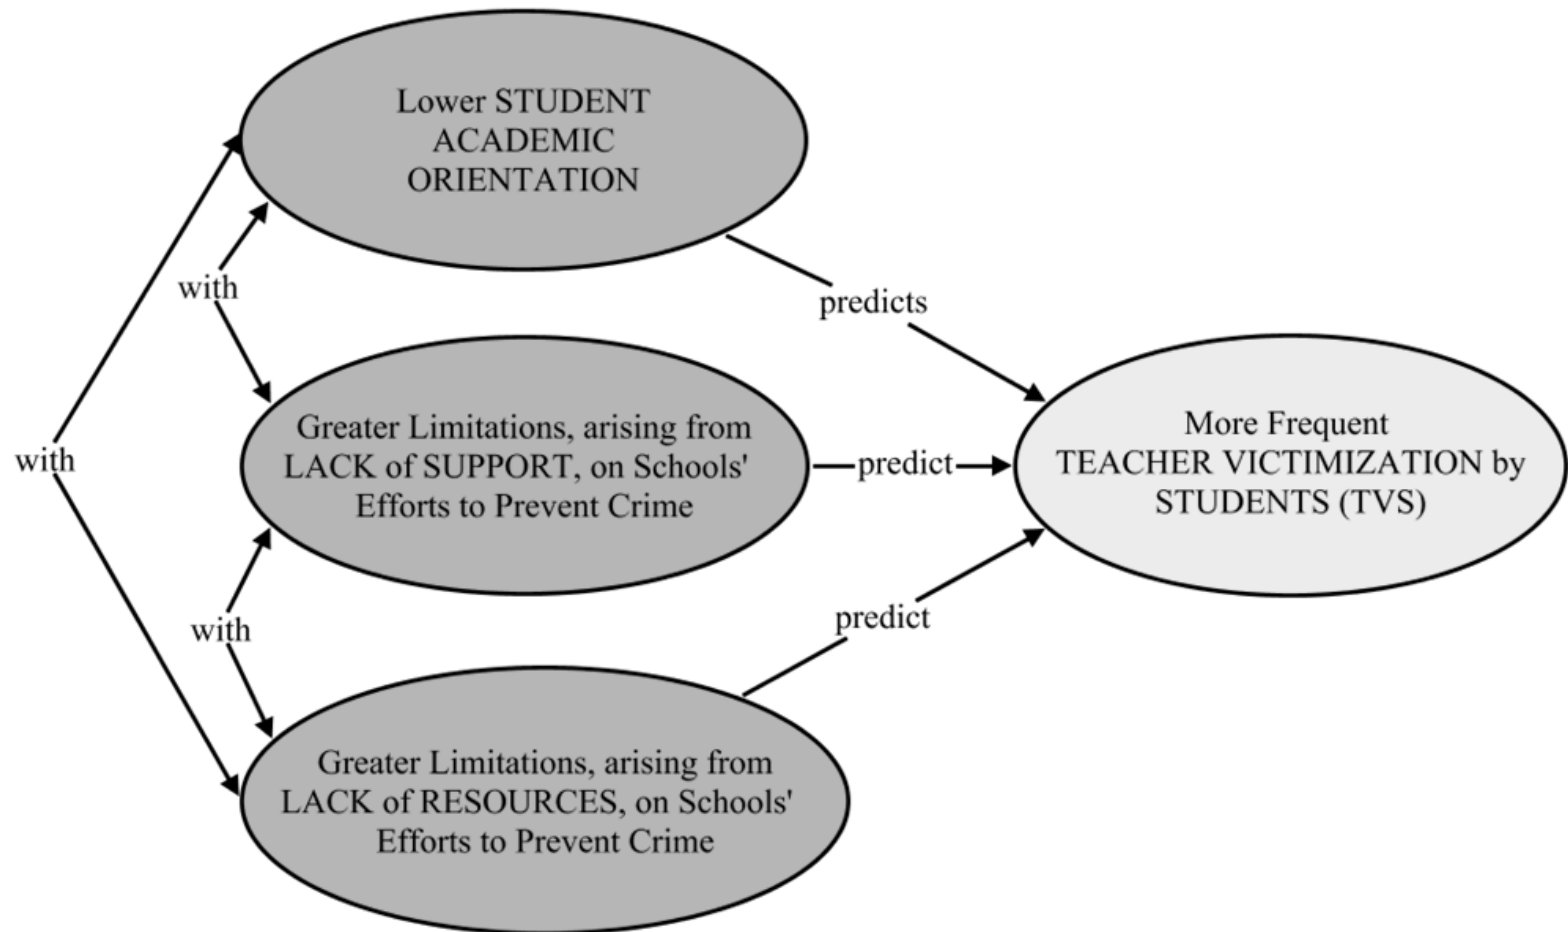 Lower STUDENT
ACADEMIC
ORIENTATION
with
predicts
Greater Limitations, arising from
LACK of SUPPORT, on Schools'
Efforts to Prevent Crime
with
predict
More Frequent
TEACHER VICTIMIZATION by
STUDENTS (TVS)
with
predict
Greater Limitations, arising from
LACK of RESOURCES, on Schools'
Efforts to Prevent Crime